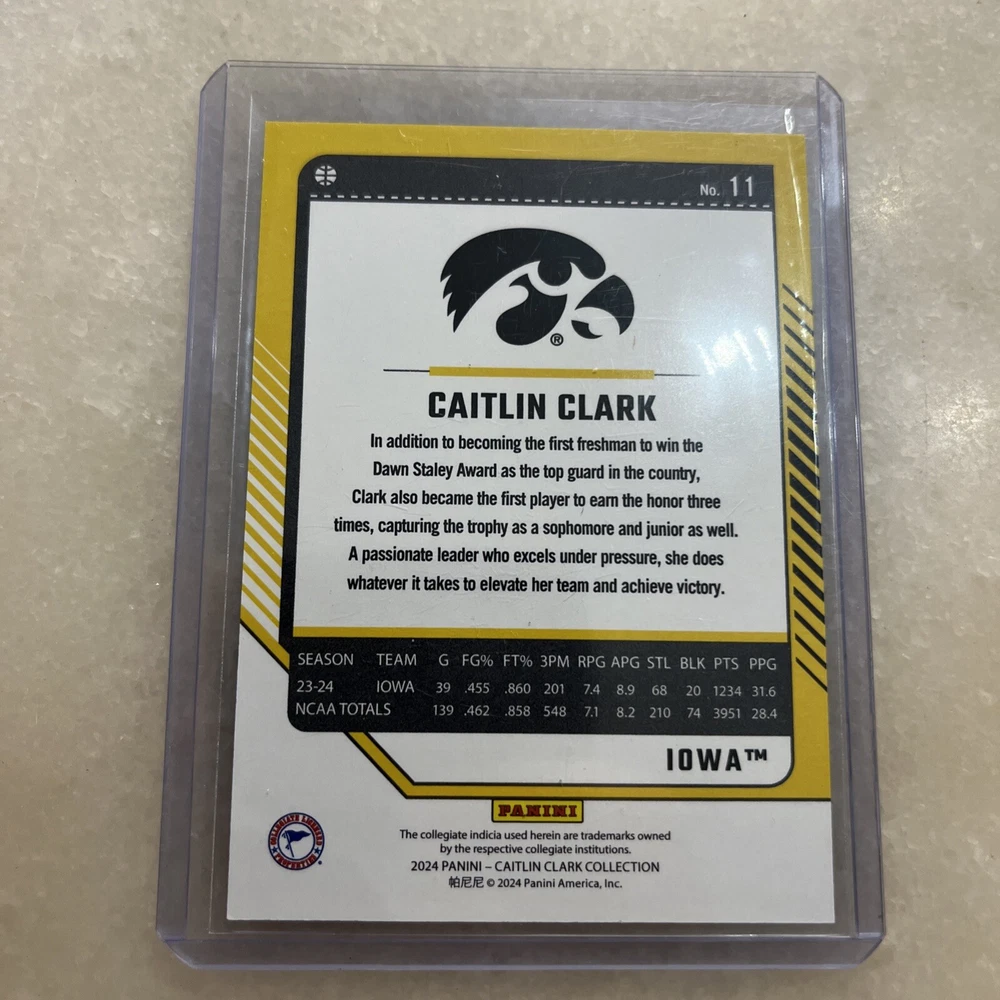 No. 11
®
CAITLIN CLARK
In addition to becoming the first freshman to win the
Dawn Staley Award as the top guard in the country,
Clark also became the first player to earn the honor three
times, capturing the trophy as a sophomore and junior as well.
A passionate leader who excels under pressure, she does
whatever it takes to elevate her team and achieve victory.
SEASON TEAM G FG% FT% 3PM RPG APG STL BLK PTS PPG
23-24 IOWA 39 .455 .860 201 7.4 8.9 68 20 1234 31.6
NCAA TOTALS 139 .462 .858 548 7.1 8.2 210 74 3951 28.4
IOWA™
PANINI
COLLEGIATE LICENSED
PROPERTIES
The collegiate indicia used herein are trademarks owned
by the respective collegiate institutions.
2024 PANINI – CAITLIN CLARK COLLECTION
帕尼尼 © 2024 Panini America, Inc.